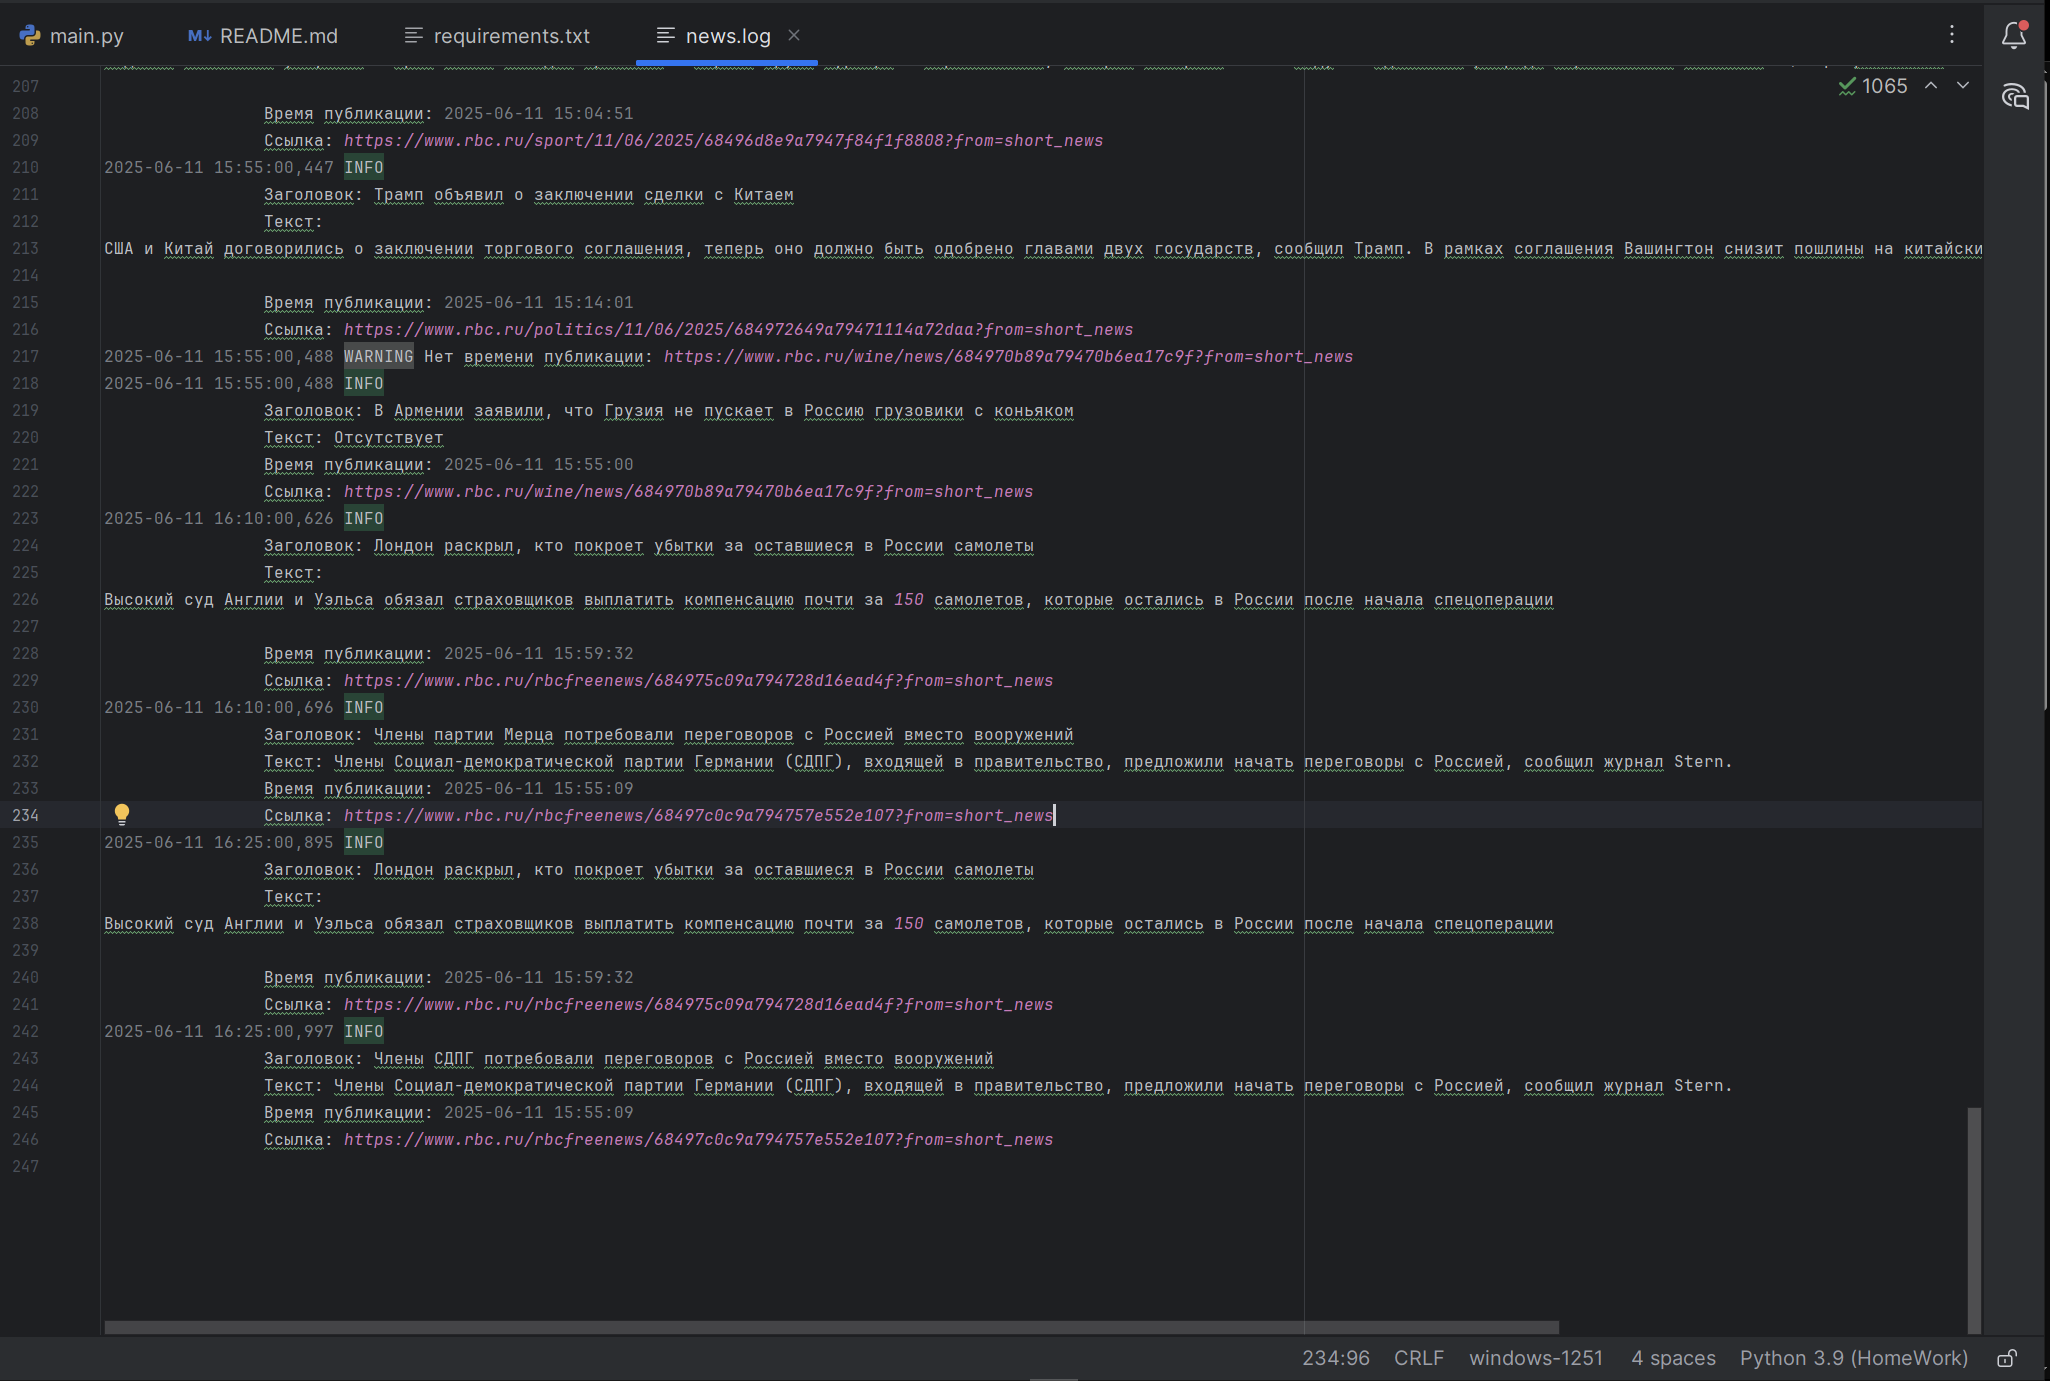 main.py README.md requirements.txt news.log
1065
207
208 Время публикации: 2025-06-11 15:04:51
209 Ссылка: https://www.rbc.ru/sport/11/06/2025/68496d8e9a7947f84f1f8808?from=short_news
210 2025-06-11 15:55:00,447 INFO
211 Заголовок: Трамп объявил о заключении сделки с Китаем
212 Текст:
213 США и Китай договорились о заключении торгового соглашения, теперь оно должно быть одобрено главами двух государств, сообщил Трамп. В рамках соглашения Вашингтон снизит пошлины на китайски
214
215 Время публикации: 2025-06-11 15:14:01
216 Ссылка: https://www.rbc.ru/politics/11/06/2025/684972649a79471114a72daa?from=short_news
217 2025-06-11 15:55:00,488 WARNING Нет времени публикации: https://www.rbc.ru/wine/news/684970b89a79470b6ea17c9f?from=short_news
218 2025-06-11 15:55:00,488 INFO
219 Заголовок: В Армении заявили, что Грузия не пускает в Россию грузовики с коньяком
220 Текст: Отсутствует
221 Время публикации: 2025-06-11 15:55:00
222 Ссылка: https://www.rbc.ru/wine/news/684970b89a79470b6ea17c9f?from=short_news
223 2025-06-11 16:10:00,626 INFO
224 Заголовок: Лондон раскрыл, кто покроет убытки за оставшиеся в России самолеты
225 Текст:
226 Высокий суд Англии и Уэльса обязал страховщиков выплатить компенсацию почти за 150 самолетов, которые остались в России после начала спецоперации
227
228 Время публикации: 2025-06-11 15:59:32
229 Ссылка: https://www.rbc.ru/rbcfreenews/684975c09a794728d16ead4f?from=short_news
230 2025-06-11 16:10:00,696 INFO
231 Заголовок: Члены партии Мерца потребовали переговоров с Россией вместо вооружений
232 Текст: Члены Социал-демократической партии Германии (СДПГ), входящей в правительство, предложили начать переговоры с Россией, сообщил журнал Stern.
233 Время публикации: 2025-06-11 15:55:09
234 Ссылка: https://www.rbc.ru/rbcfreenews/68497c0c9a794757e552e107?from=short_news
235 2025-06-11 16:25:00,895 INFO
236 Заголовок: Лондон раскрыл, кто покроет убытки за оставшиеся в России самолеты
237 Текст:
238 Высокий суд Англии и Уэльса обязал страховщиков выплатить компенсацию почти за 150 самолетов, которые остались в России после начала спецоперации
239
240 Время публикации: 2025-06-11 15:59:32
241 Ссылка: https://www.rbc.ru/rbcfreenews/684975c09a794728d16ead4f?from=short_news
242 2025-06-11 16:25:00,997 INFO
243 Заголовок: Члены СДПГ потребовали переговоров с Россией вместо вооружений
244 Текст: Члены Социал-демократической партии Германии (СДПГ), входящей в правительство, предложили начать переговоры с Россией, сообщил журнал Stern.
245 Время публикации: 2025-06-11 15:55:09
246 Ссылка: https://www.rbc.ru/rbcfreenews/68497c0c9a794757e552e107?from=short_news
247
234:96 CRLF windows-1251 4 spaces Python 3.9 (HomeWork)